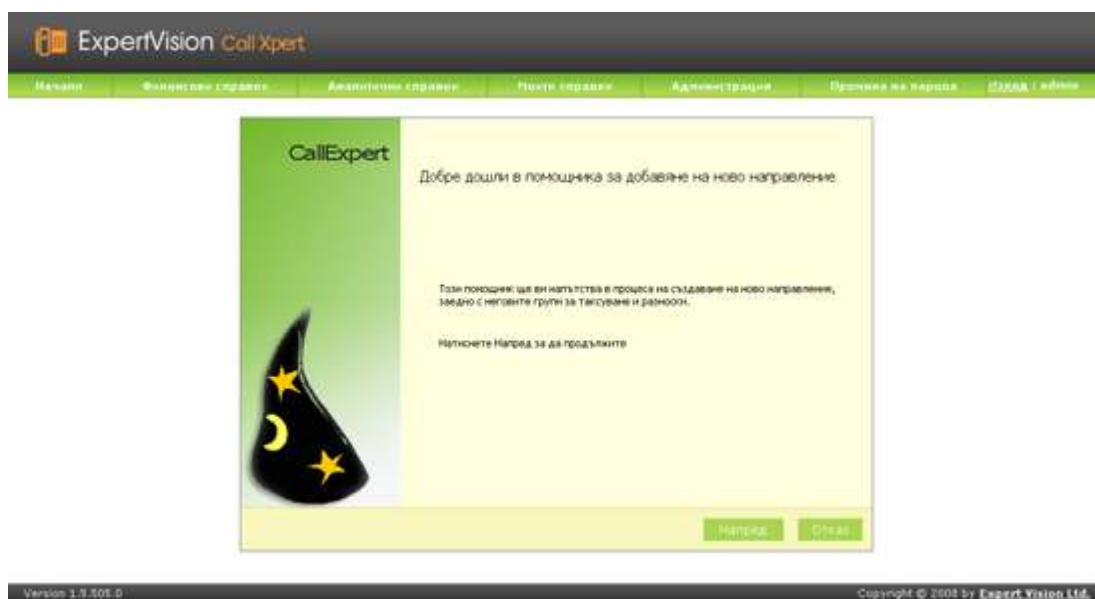 ExpertVision Call Xpert
Начало Финансови справки Аналитични справки Моите справки Администрация Промяна на парола Изход : admin
CallExpert
Добре дошли в помощника за добавяне на ново направление.
Този помощник ще ви напътства в процеса на създаване на ново направление,
заедно с неговите групи за таксуване и разноски.
Натиснете Напред за да продължите
Напред Отказ
Version 1.5.505.0
Copyright © 2008 by Expert Vision Ltd.